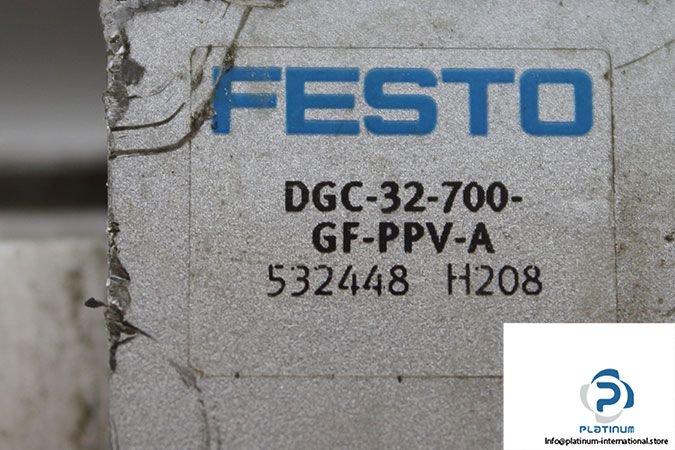 FESTO
DGC-32-700-
GF-PPV-A
532448 H208
PLATINUM
Info@platinum-international.store